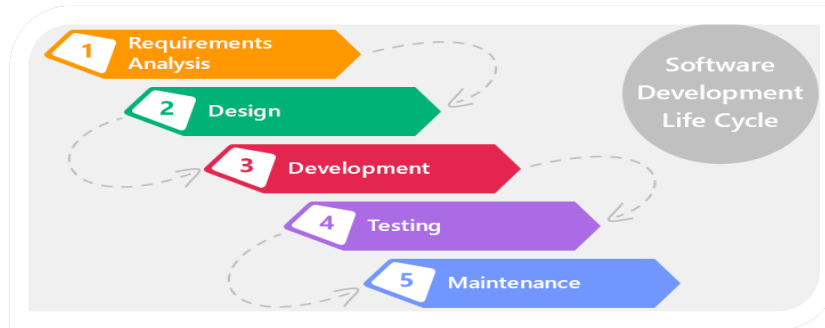 1
Requirements
Analysis
2
Design
3
Development
4
Testing
5
Maintenance
Software
Development
Life Cycle